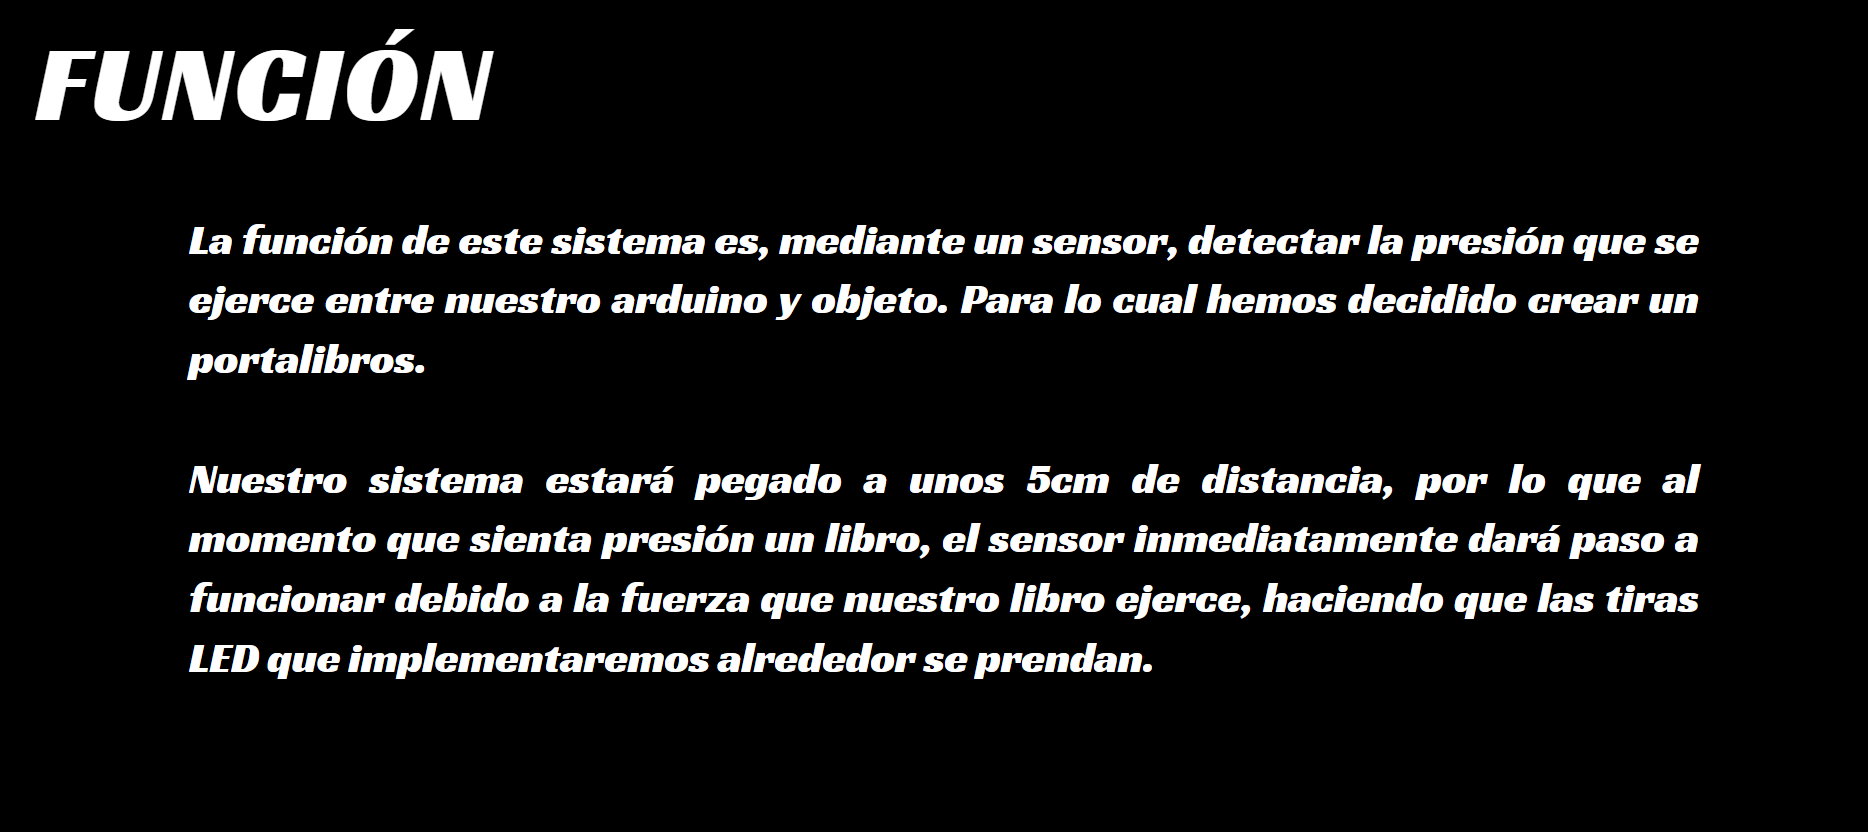 FUNCIÓN
La función de este sistema es, mediante un sensor, detectar la presión que se
ejerce entre nuestro arduino y objeto. Para lo cual hemos decidido crear un
portalibros.
Nuestro sistema estará pegado a unos 5cm de distancia, por lo que al
momento que sienta presión un libro, el sensor inmediatamente dará paso a
funcionar debido a la fuerza que nuestro libro ejerce, haciendo que las tiras
LED que implementaremos alrededor se prendan.